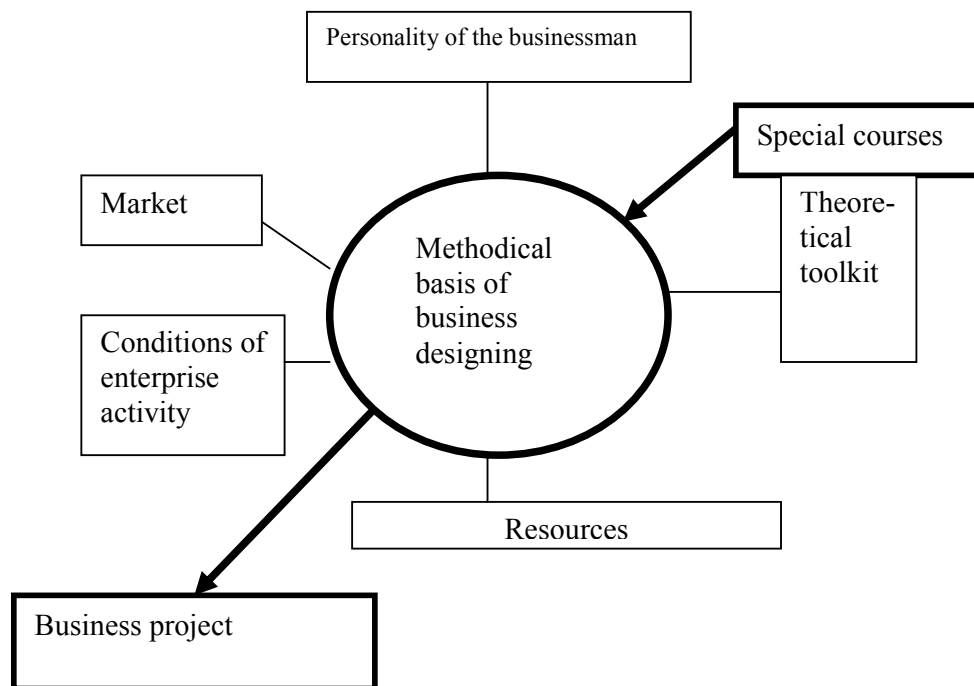 Personality of the businessman
Special courses
Market
Theore-
tical
toolkit
Methodical
basis of
business
designing
Conditions of
enterprise
activity
Resources
Business project